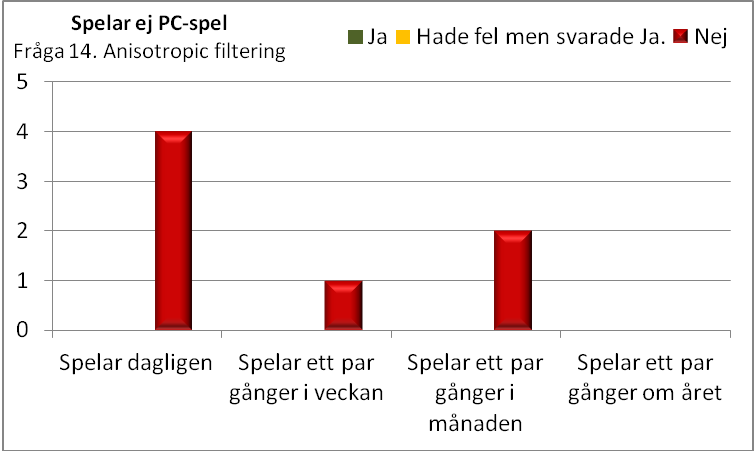 Spelar ej PC-spel
Fråga 14. Anisotropic filtering
Ja Hade fel men svarade Ja. Nej
5
4
3
2
1
0
Spelar dagligen
Spelar ett par
gånger i veckan
Spelar ett par
gånger i
månaden
Spelar ett par
gånger om året